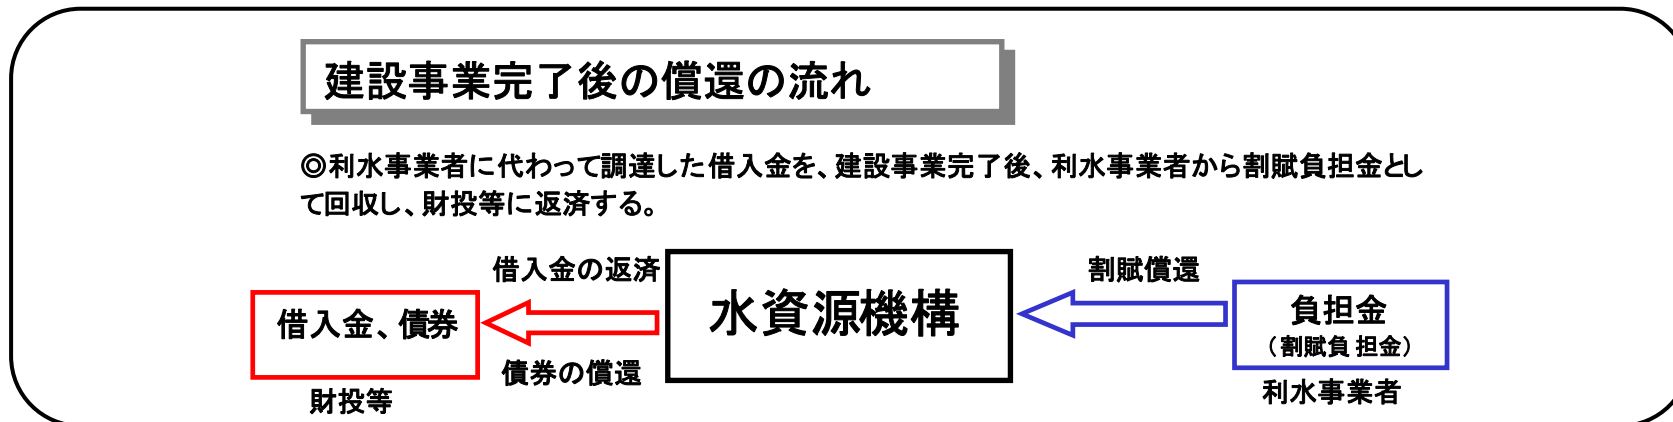 建設事業完了後の償還の流れ
◎利水事業者に代わって調達した借入金を、建設事業完了後、利水事業者から割賦負担金とし
て回収し、財投等に返済する。
借入金の返済
割賦償還
水資源機構
借入金、債券
負担金
（割賦負担金）
債券の償還
財投等
利水事業者